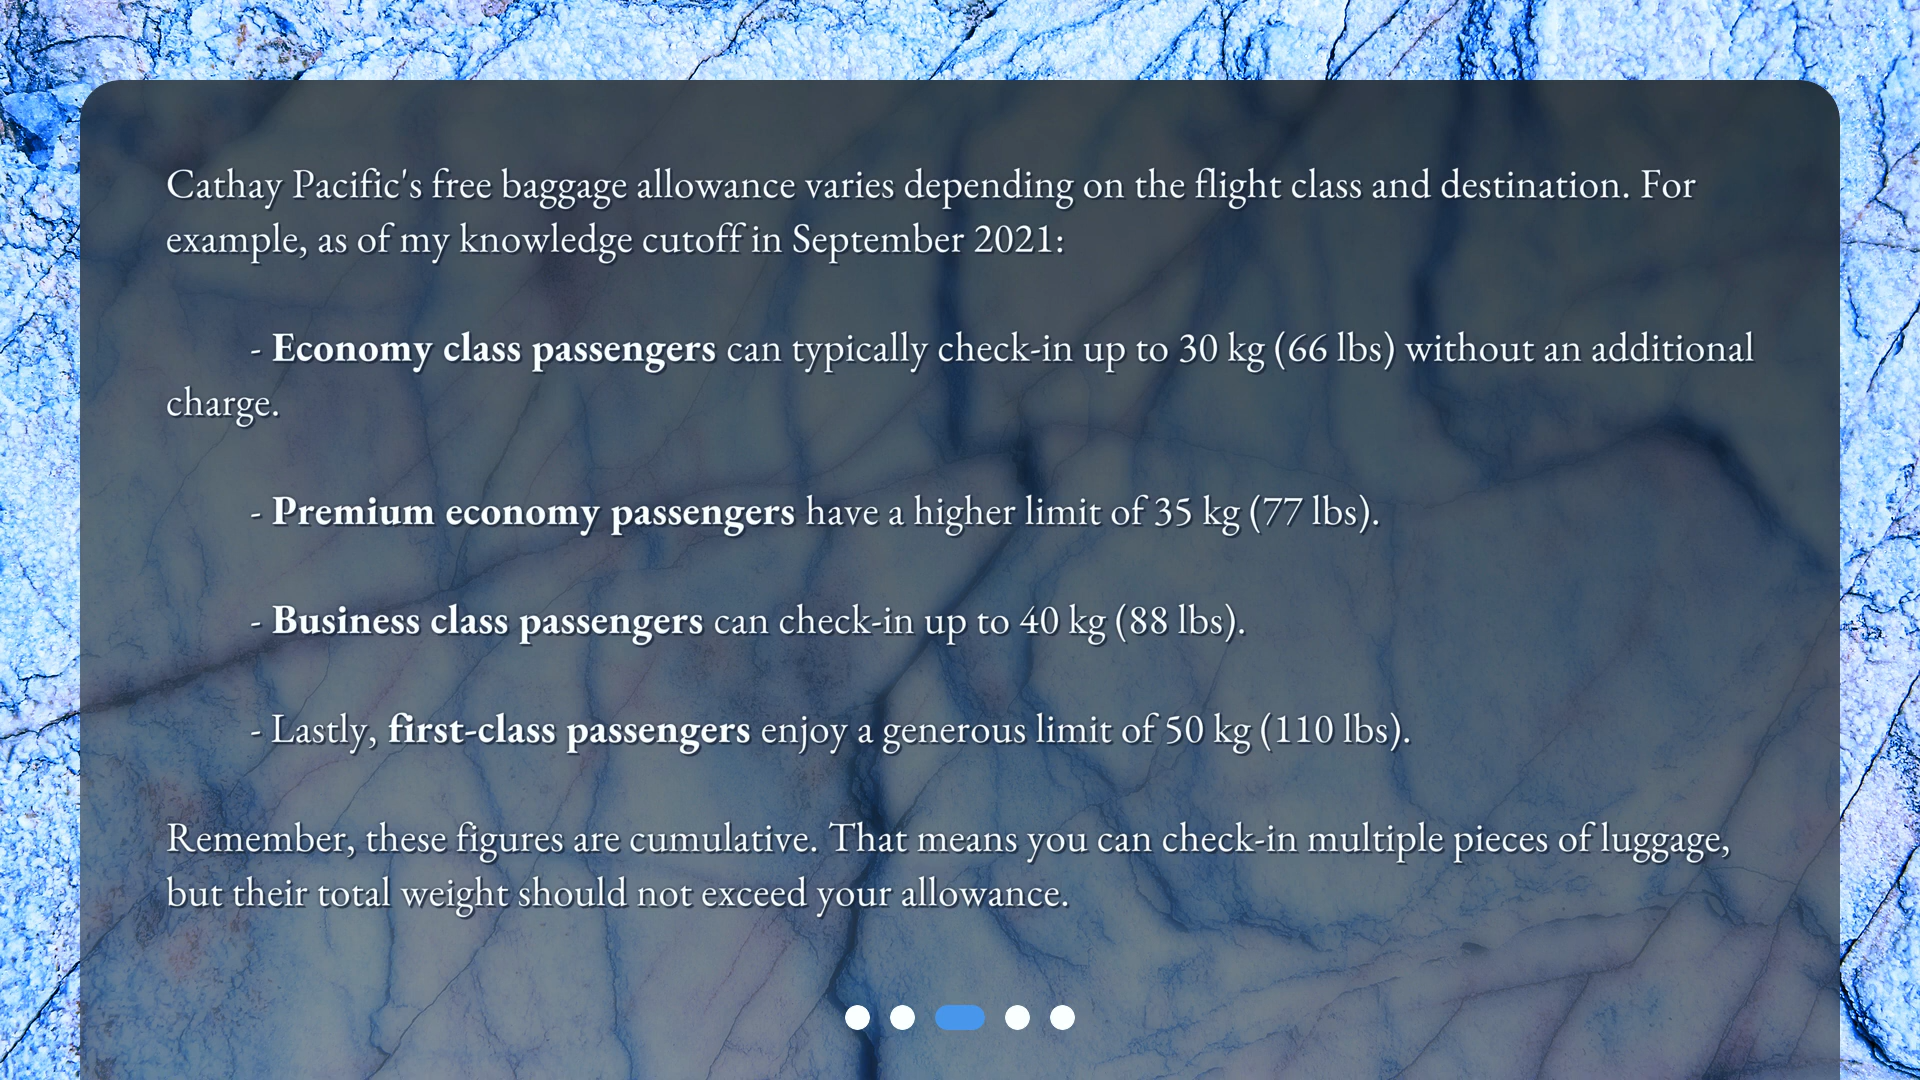 Cathay Pacific's free baggage allowance varies depending on the flight class and destination. For
example, as of my knowledge cutoff in September 2021:
- Economy class passengers can typically check-in up to 30 kg (66 lbs) without an additional
charge.
- Premium economy passengers have a higher limit of 35 kg (77 lbs).
- Business class passengers can check-in up to 40 kg (88 lbs).
- Lastly, first-class passengers enjoy a generous limit of 50 kg (110 lbs).
Remember, these figures are cumulative. That means you can check-in multiple pieces of luggage,
but their total weight should not exceed your allowance.